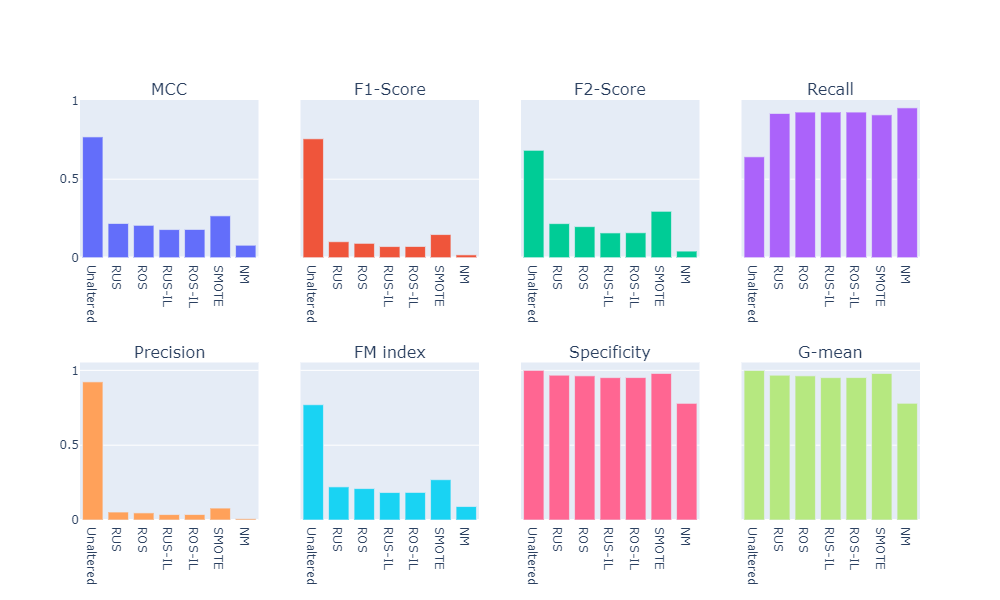 MCC F1-Score F2-Score Recall
1
0.5
0
Unaltered RUS ROS RUS-IL ROS-IL SMOTE NM Unaltered RUS ROS RUS-IL ROS-IL SMOTE NM Unaltered RUS ROS RUS-IL ROS-IL SMOTE NM Unaltered RUS ROS RUS-IL ROS-IL SMOTE NM
Precision FM index Specificity G-mean
1
0.5
0
Unaltered RUS ROS RUS-IL ROS-IL SMOTE NM Unaltered RUS ROS RUS-IL ROS-IL SMOTE NM Unaltered RUS ROS RUS-IL ROS-IL SMOTE NM Unaltered RUS ROS RUS-IL ROS-IL SMOTE NM